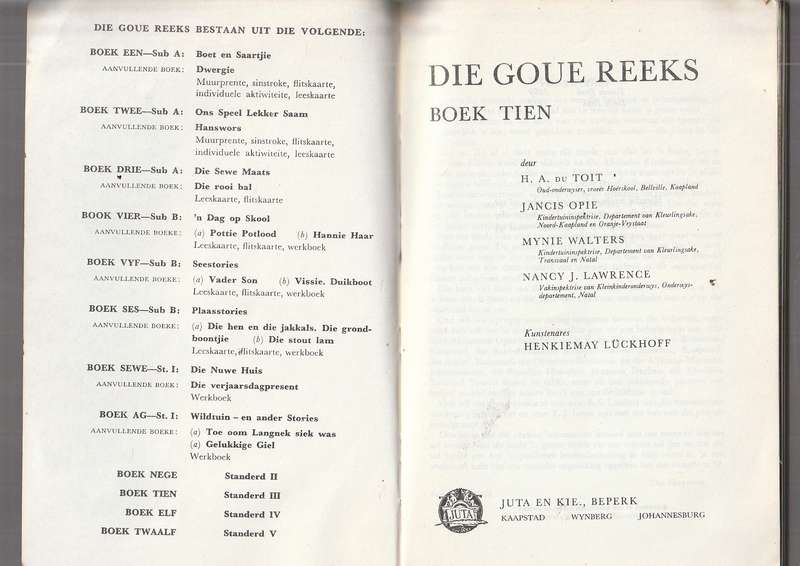 DIE GOUE REEKS BESTAAN UIT DIE VOLGENDE:
BOEK EEN—Sub A: Boet en Saartjie
AANVULLENDE BOEK: Dwergie
Muurprente, sinstroke, flitskaarte,
individuele aktiwiteite, leeskaarte
BOEK TWEE—Sub A: Ons Speel Lekker Saam
AANVULLENDE BOEK: Hanswors
Muurprente, sinstroke, flitskaarte,
individuele aktiwiteite, leeskaarte
BOEK DRIE—Sub A: Die Sewe Maats
AANVULLENDE BOEK: Die rooi bal
Leeskaarte, flitskaarte
BOOK VIER—Sub B: 'n Dag op Skool
AANVULLENDE BOEKE: (a) Pottie Potlood (b) Hannie Haar
Leeskaarte, flitskaarte, werkboek
BOEK VYF—Sub B: Seestories
AANVULLENDE BOEKE: (a) Vader Son (b) Vissie. Duikboot
Leeskaarte, flitskaarte, werkboek
BOEK SES—Sub B: Plaasstories
AANVULLENDE BOEKE: (a) Die hen en die jakkals. Die grond-
boontjie (b) Die stout lam
Leeskaarte, flitskaarte, werkboek
BOEK SEWE—St. I: Die Nuwe Huis
AANVULLENDE BOEK: Die verjaarsdagpresent
Werkboek
BOEK AG—St. I: Wildtuin – en ander Stories
AANVULLENDE BOEKE: (a) Toe oom Langnek siek was
(a) Gelukkige Giel
Werkboek
BOEK NEGE Standerd II
BOEK TIEN Standerd III
BOEK ELF Standerd IV
BOEK TWAALF Standerd V
DIE GOUE REEKS
BOEK TIEN
deur
H. A. DU TOIT
Oud-onderwyser, vroeër Hoërskool, Bellville, Kaapland
JANCIS OPIE
Kindertuininspektrise, Departement van Kleurlingsake,
Noord-Kaapland en Oranje-Vrystaat
MYNIE WALTERS
Kindertuininspektrise, Departement van Kleurlingsake,
Transvaal en Natal
NANCY J. LAWRENCE
Vakinspektrise van Kleinkinderonderwys, Onderwys-
departement, Natal
Kunstenares
HENKIEMAY LÜCKHOFF
JUTA
JUTA EN KIE., BEPERK
KAAPSTAD WYNBERG JOHANNESBURG